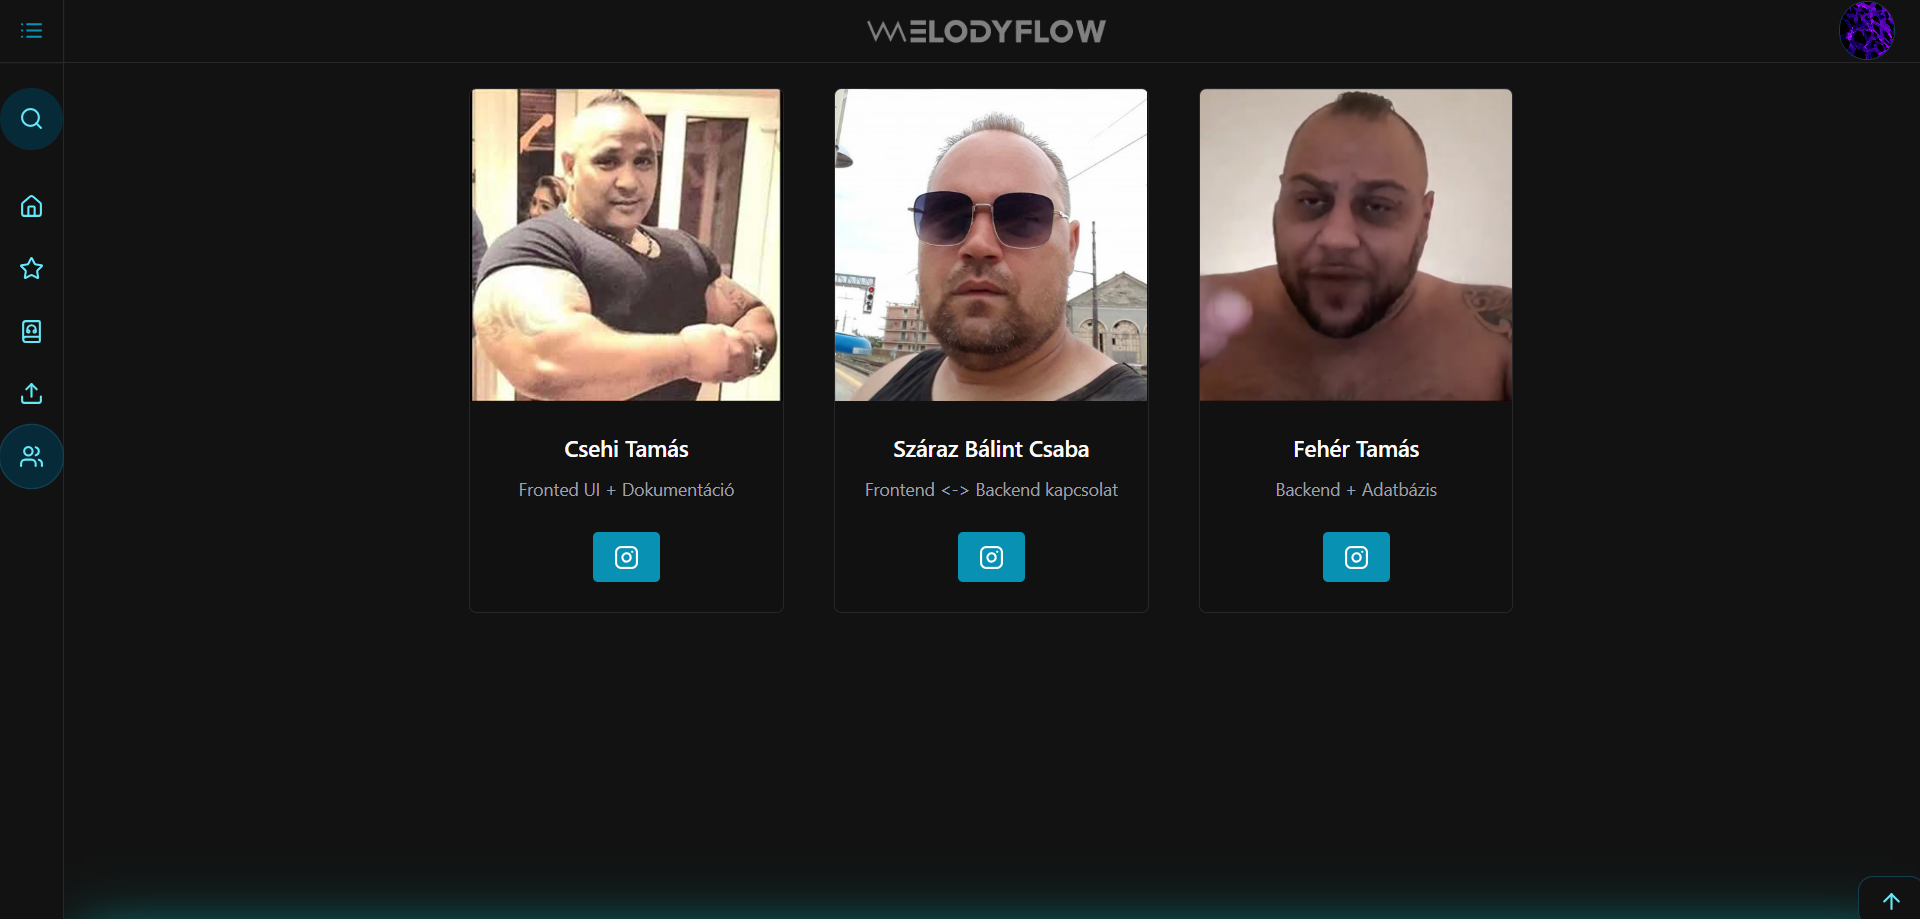 MELODYFLOW
Csehi Tamás
Fronted UI + Dokumentáció
Száraz Bálint Csaba
Frontend <-> Backend kapcsolat
Fehér Tamás
Backend + Adatbázis